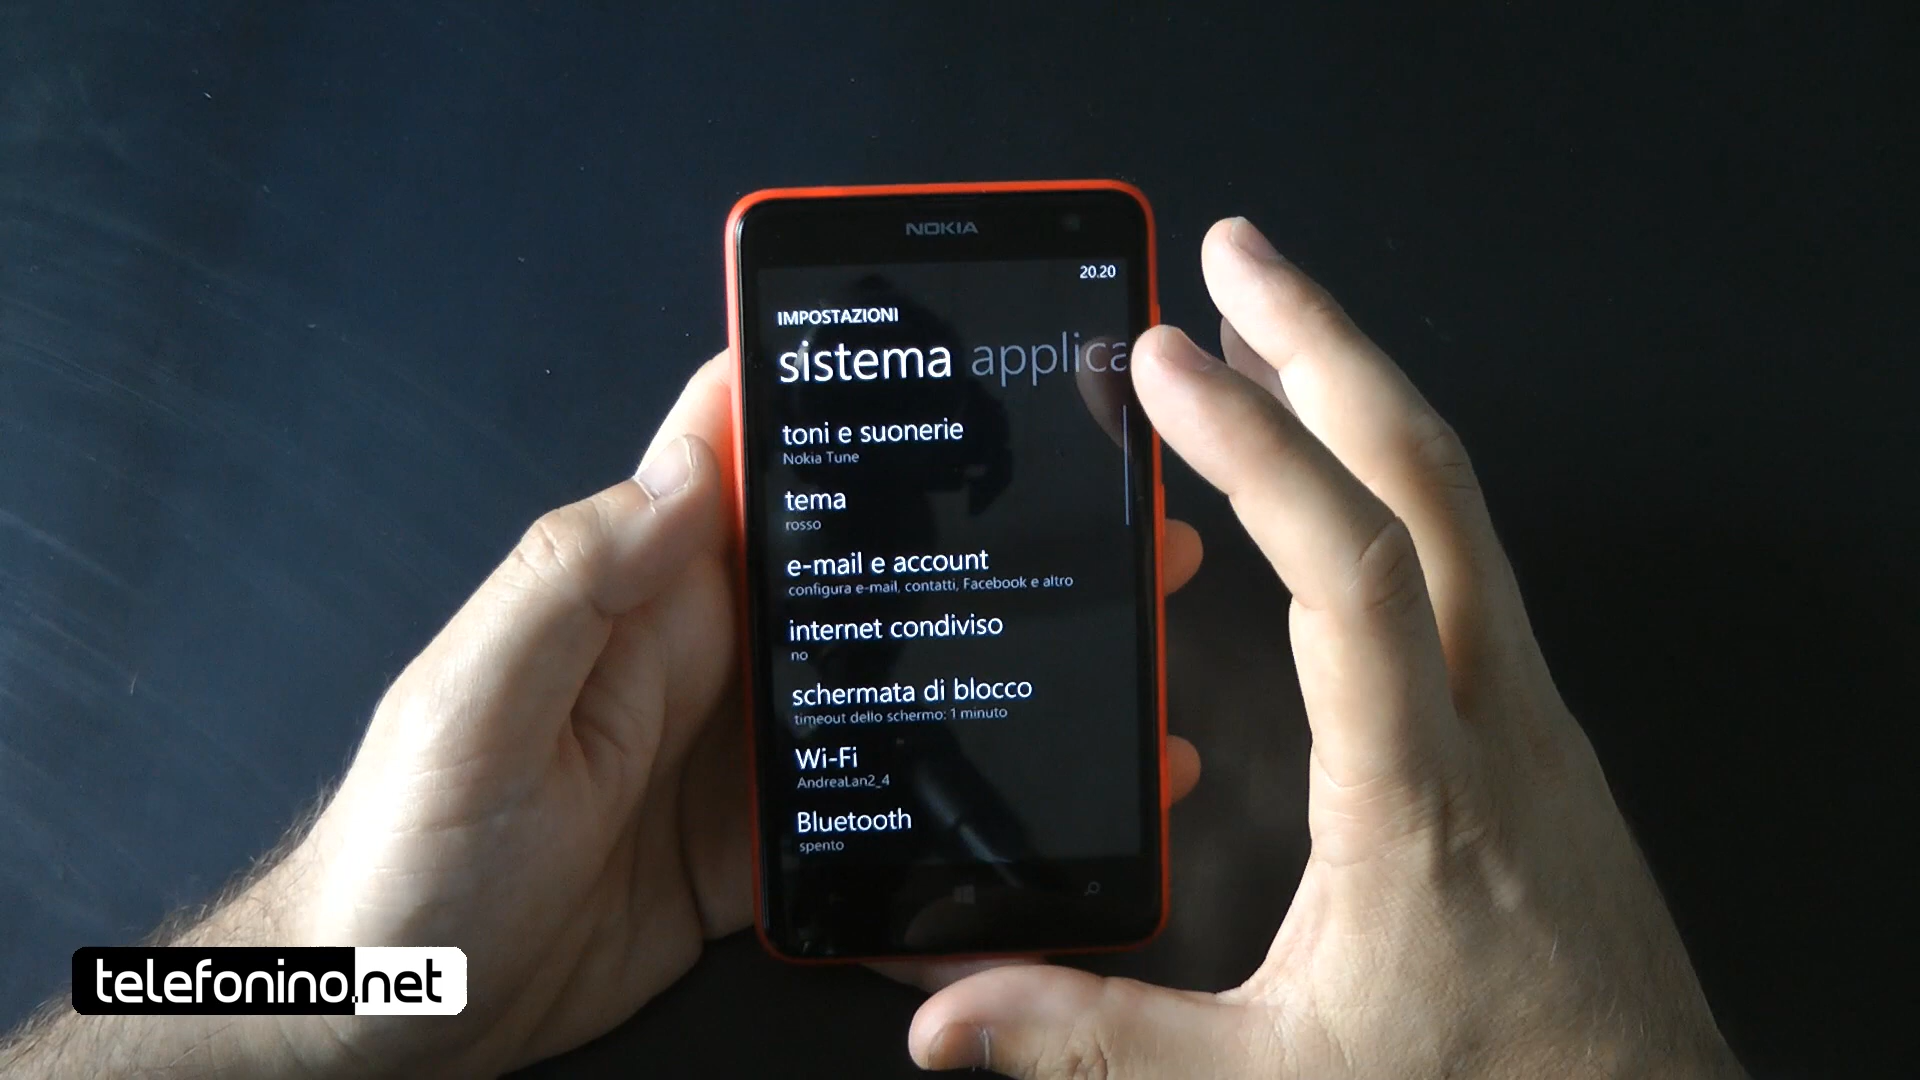 NOKIA
20.20
IMPOSTAZIONI
sistema applica
toni e suonerie
Nokia Tune
tema
rosso
e-mail e account
configura e-mail, contatti, Facebook e altro
internet condiviso
no
schermata di blocco
timeout dello schermo: 1 minuto
Wi-Fi
AndreaLan2_4
Bluetooth
spento
telefonino.net